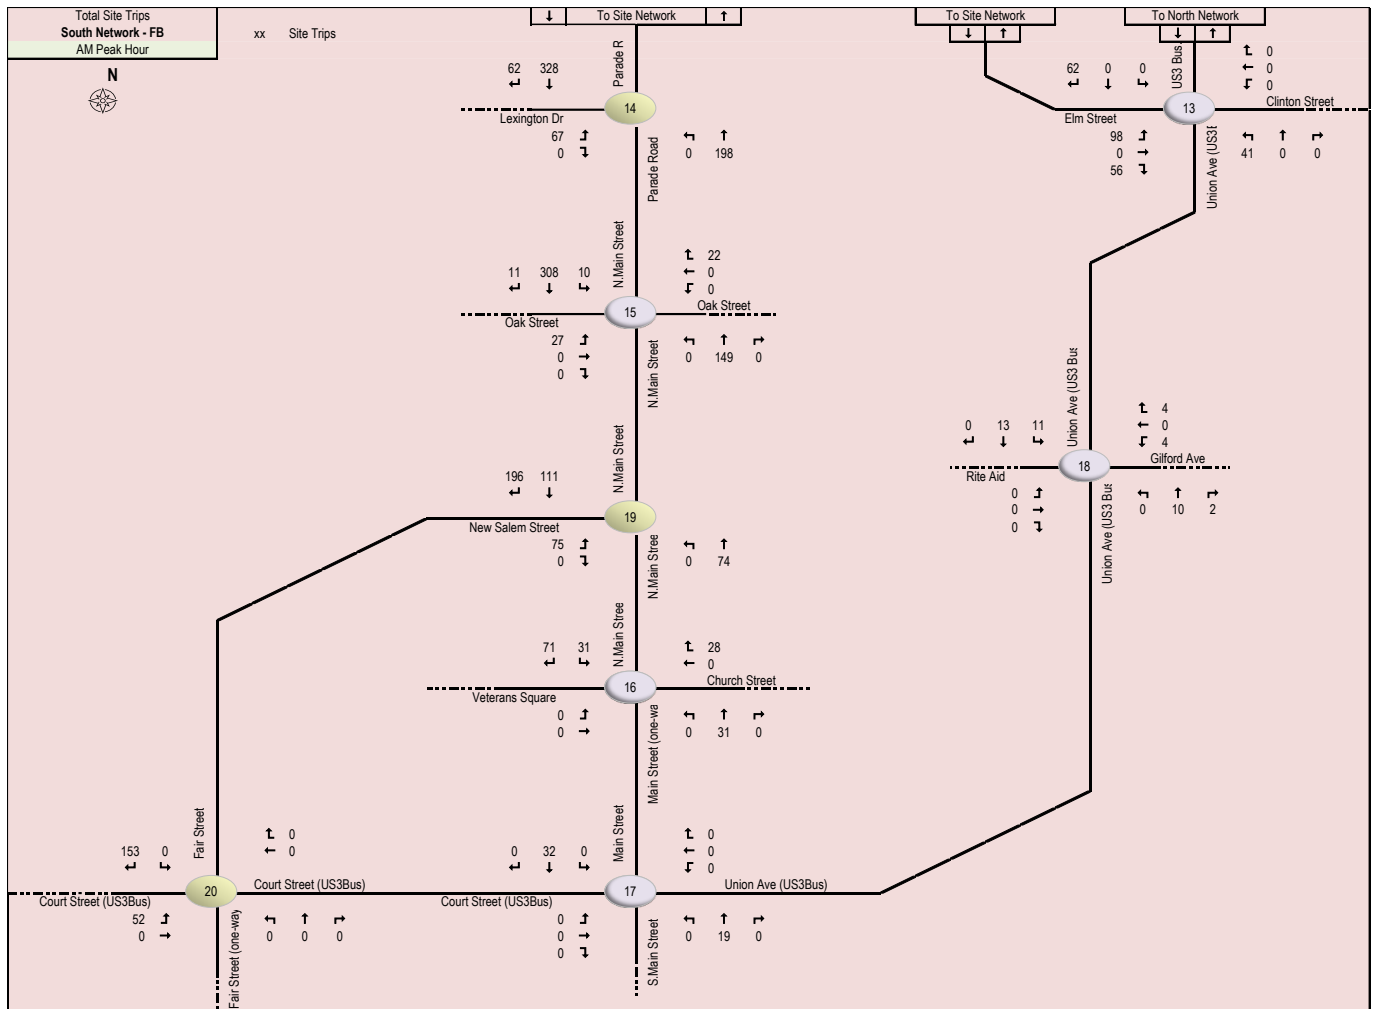 Total Site Trips
South Network - FB
AM Peak Hour
xx Site Trips
To Site Network
To Site Network
To North Network
N
62 328
Parade R
14
Lexington Dr
67
0
0 198
Parade Road
62 0 0
US3 Bus
0
0
0
13
Clinton Street
Elm Street
98
0
56
41 0 0
Union Ave (US3
11 308 10
N.Main Street
22
0
0
15
Oak Street
Oak Street
27
0
0
0 149 0
N.Main Street
Union Ave (US3 Bus
0 13 11
4
0
4
18
Gilford Ave
Rite Aid
0
0
0
0 10 2
Union Ave (US3 Bus
196 111
N.Main Street
19
New Salem Street
75
0
0 74
N.Main Stree
71 31
N.Main Stree
28
0
16
Church Street
Veterans Square
0
0
0 31 0
Main Street (one-wa
153 0
Fair Street
0
0
20
Court Street (US3Bus)
Court Street (US3Bus)
52
0
0 0 0
Fair Street (one-way
0 32 0
Main Street
0
0
0
17
Union Ave (US3Bus)
Court Street (US3Bus)
0
0
0
0 19 0
S.Main Street